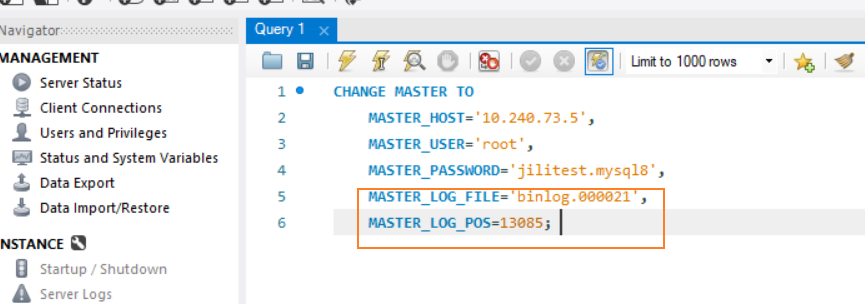 Navigator
Query 1
MANAGEMENT
Server Status
Client Connections
Users and Privileges
Status and System Variables
Data Export
Data Import/Restore
NSTANCE
Startup / Shutdown
Server Logs
Limit to 1000 rows
1 CHANGE MASTER TO
2 MASTER_HOST='10.240.73.5',
3 MASTER_USER='root',
4 MASTER_PASSWORD='jilitest.mysql8',
5 MASTER_LOG_FILE='binlog.000021',
6 MASTER_LOG_POS=13085;